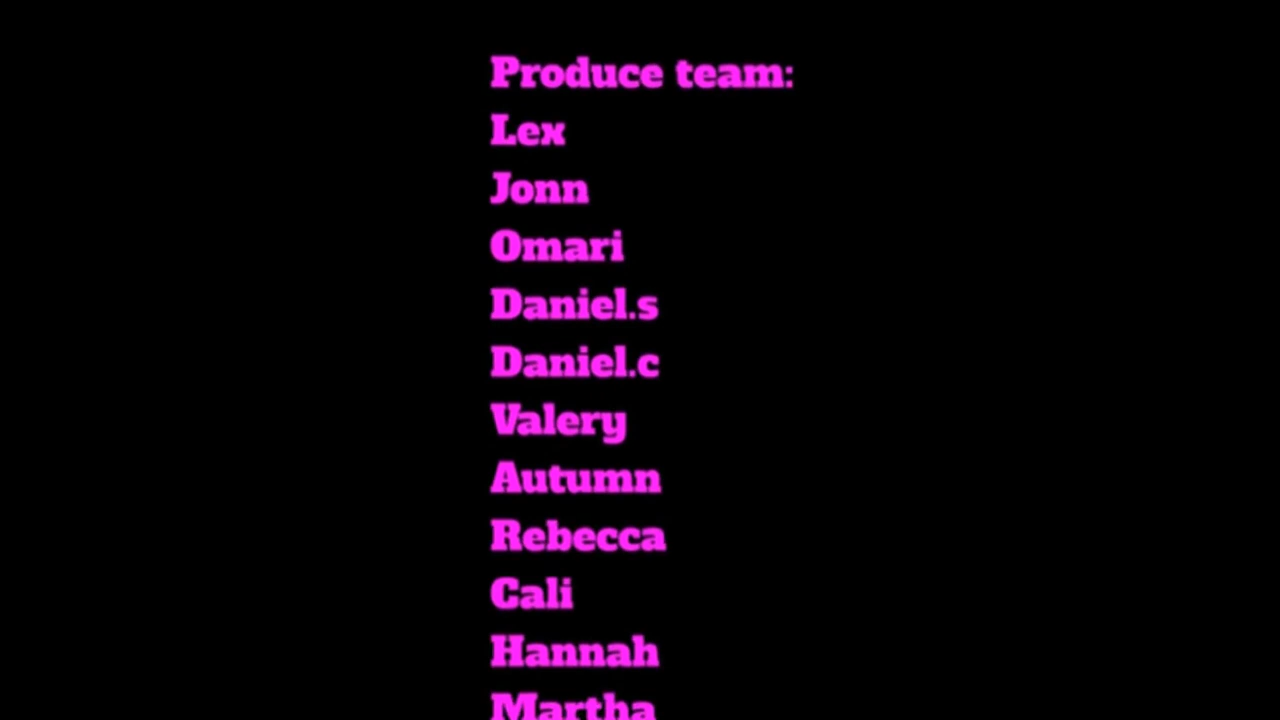 Produce team:
Lex
Jonn
Omari
Daniel.s
Daniel.c
Valery
Autumn
Rebecca
Cali
Hannah
Martha